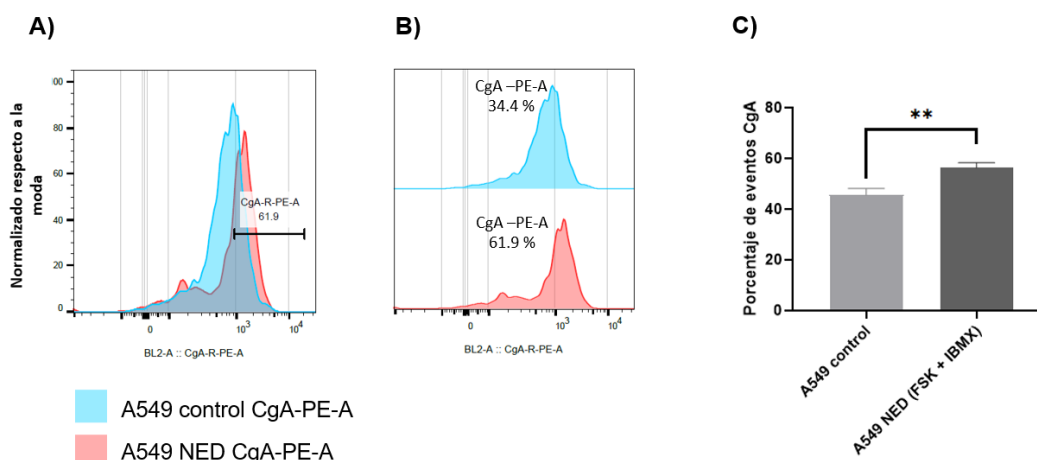 A)
Normalizado respecto a la
moda
00
80
60
40
20
0
CgA-R-PE-A
61.9
0
10³
10⁴
BL2-A :: CgA-R-PE-A
B)
CgA –PE-A
34.4 %
CgA –PE-A
61.9 %
0
10³
10⁴
BL2-A :: CgA-R-PE-A
C)
Porcentaje de eventos CgA
80
60
40
20
0
**
A549 control
A549 NED (FSK + IBMX)
A549 control CgA-PE-A
A549 NED CgA-PE-A